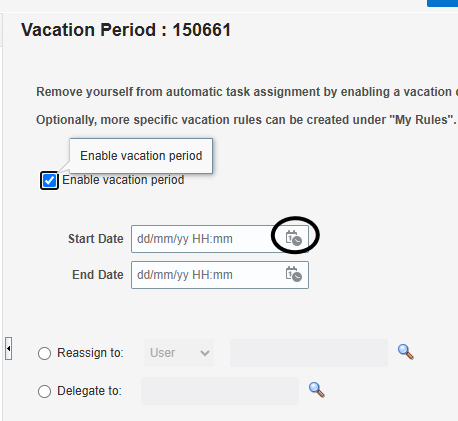 Vacation Period : 150661
Remove yourself from automatic task assignment by enabling a vacation
Optionally, more specific vacation rules can be created under "My Rules".
Enable vacation period
Enable vacation period
Start Date dd/mm/yy HH:mm
End Date dd/mm/yy HH:mm
Reassign to: User
Delegate to: